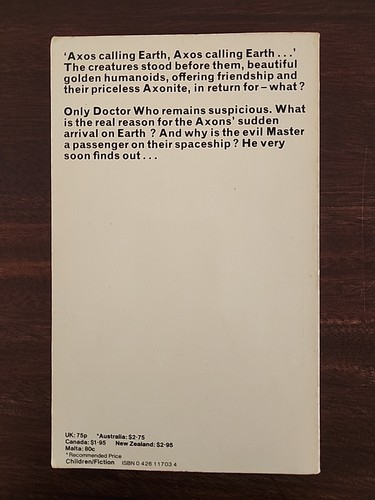 ‘Axos calling Earth, Axos calling Earth . . .’
The creatures stood before them, beautiful
golden humanoids, offering friendship and
their priceless Axonite, in return for – what ?
Only Doctor Who remains suspicious. What
is the real reason for the Axons’ sudden
arrival on Earth ? And why is the evil Master
a passenger on their spaceship ? He very
soon finds out . . .
UK: 75p *Australia: $2·75
Canada: $1·95 New Zealand: $2·95
Malta: 80c
*Recommended Price
Children/Fiction ISBN 0 426 11703 4